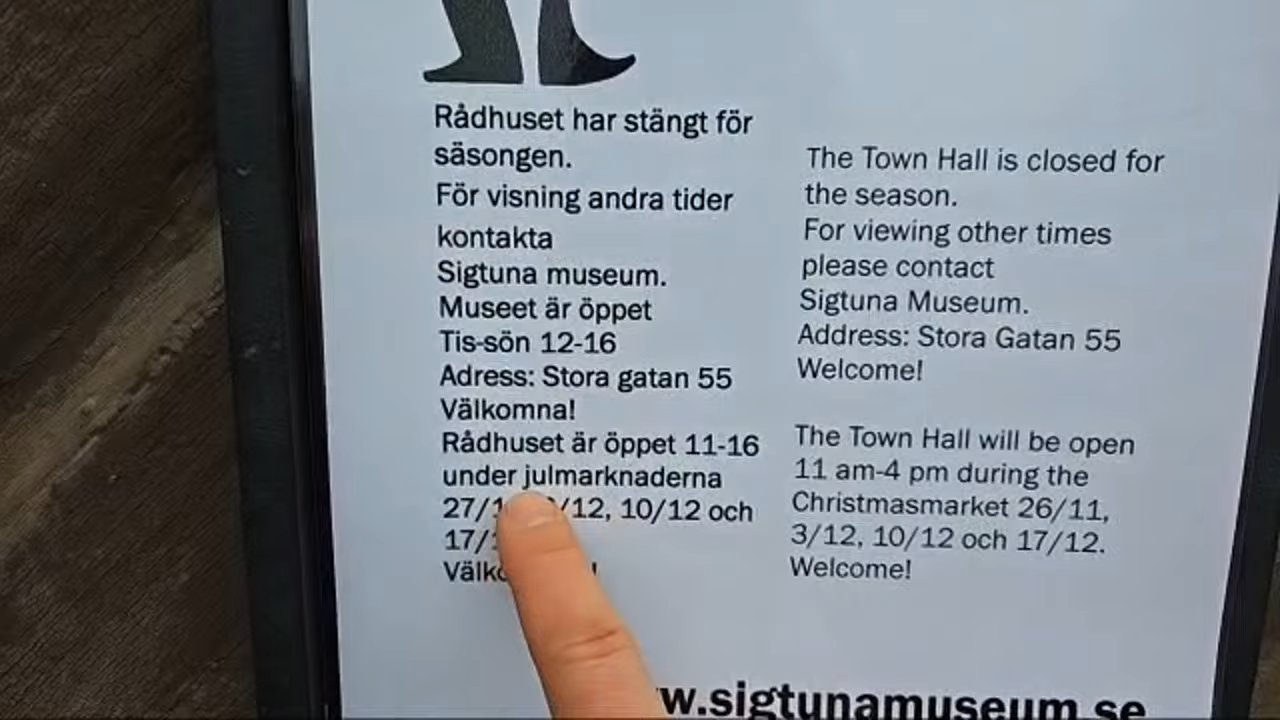 Rådhuset har stängt för
säsongen.
För visning andra tider
kontakta
Sigtuna museum.
Museet är öppet
Tis-sön 12-16
Adress: Stora gatan 55
Välkomna!
Rådhuset är öppet 11-16
under julmarknaderna
10/12 och
The Town Hall is closed for
the season.
For viewing other times
please contact
Sigtuna Museum.
Address: Stora Gatan 55
Welcome!
The Town Hall will be open
11 am-4 pm during the
Christmasmarket 26/11,
3/12, 10/12 och 17/12.
Welcome!
w.sigtunamuseum.se